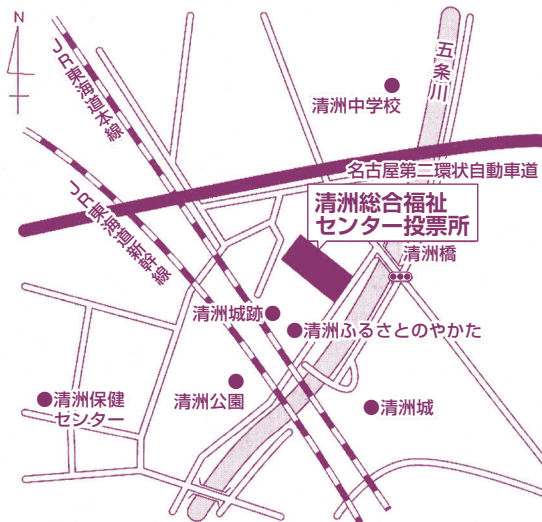 N
JR東海道本線
五条川
清洲中学校
名古屋第二環状自動車道
JR東海道新幹線
清洲総合福祉
センター投票所
清洲橋
清洲城跡
清洲ふるさとのやかた
清洲公園
清洲城
清洲保健
センター